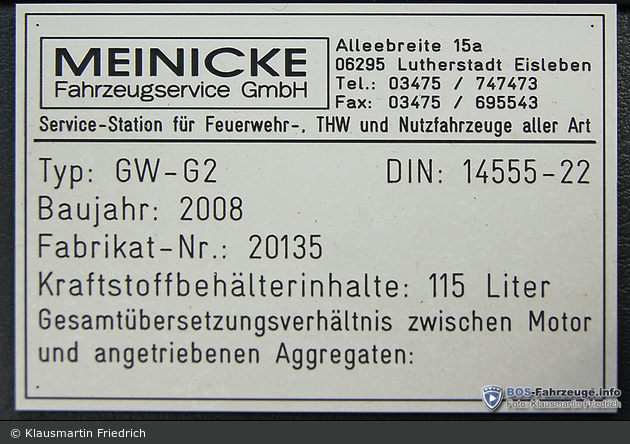 MEINICKE
Fahrzeugservice GmbH
Alleebreite 15a
06295 Lutherstadt Eisleben
Tel.: 03475 / 747473
Fax: 03475 / 695543
Service-Station für Feuerwehr-, THW und Nutzfahrzeuge aller Art
Typ: GW-G2 DIN: 14555-22
Baujahr: 2008
Fabrikat-Nr.: 20135
Kraftstoffbehälterinhalte: 115 Liter
Gesamtübersetzungsverhältnis zwischen Motor
und angetriebenen Aggregaten:
BOS-Fahrzeuge.info
Foto: Klausmartin Friedrich
© Klausmartin Friedrich